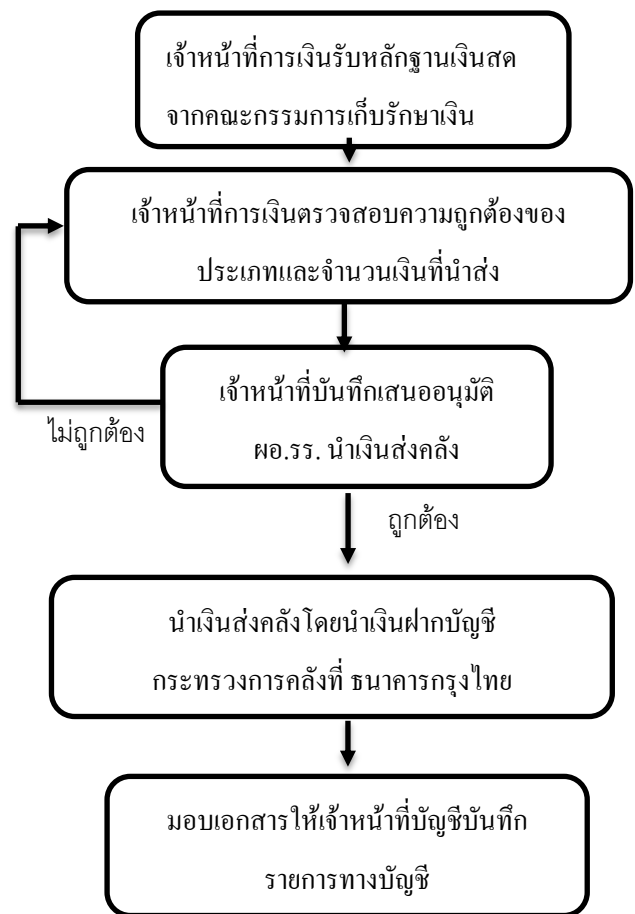 เจ้าหน้าที่การเงินรับหลักฐานเงินสด
จากคณะกรรมการเก็บรักษาเงิน
เจ้าหน้าที่การเงินตรวจสอบความถูกต้องของ
ประเภทและจำนวนเงินที่นำส่ง
เจ้าหน้าที่บันทึกเสนออนุมัติ
ผอ.รร. นำเงินส่งคลัง
ไม่ถูกต้อง
ถูกต้อง
นำเงินส่งคลังโดยนำเงินฝากบัญชี
กระทรวงการคลังที่ ธนาคารกรุงไทย
มอบเอกสารให้เจ้าหน้าที่บัญชีบันทึก
รายการทางบัญชี